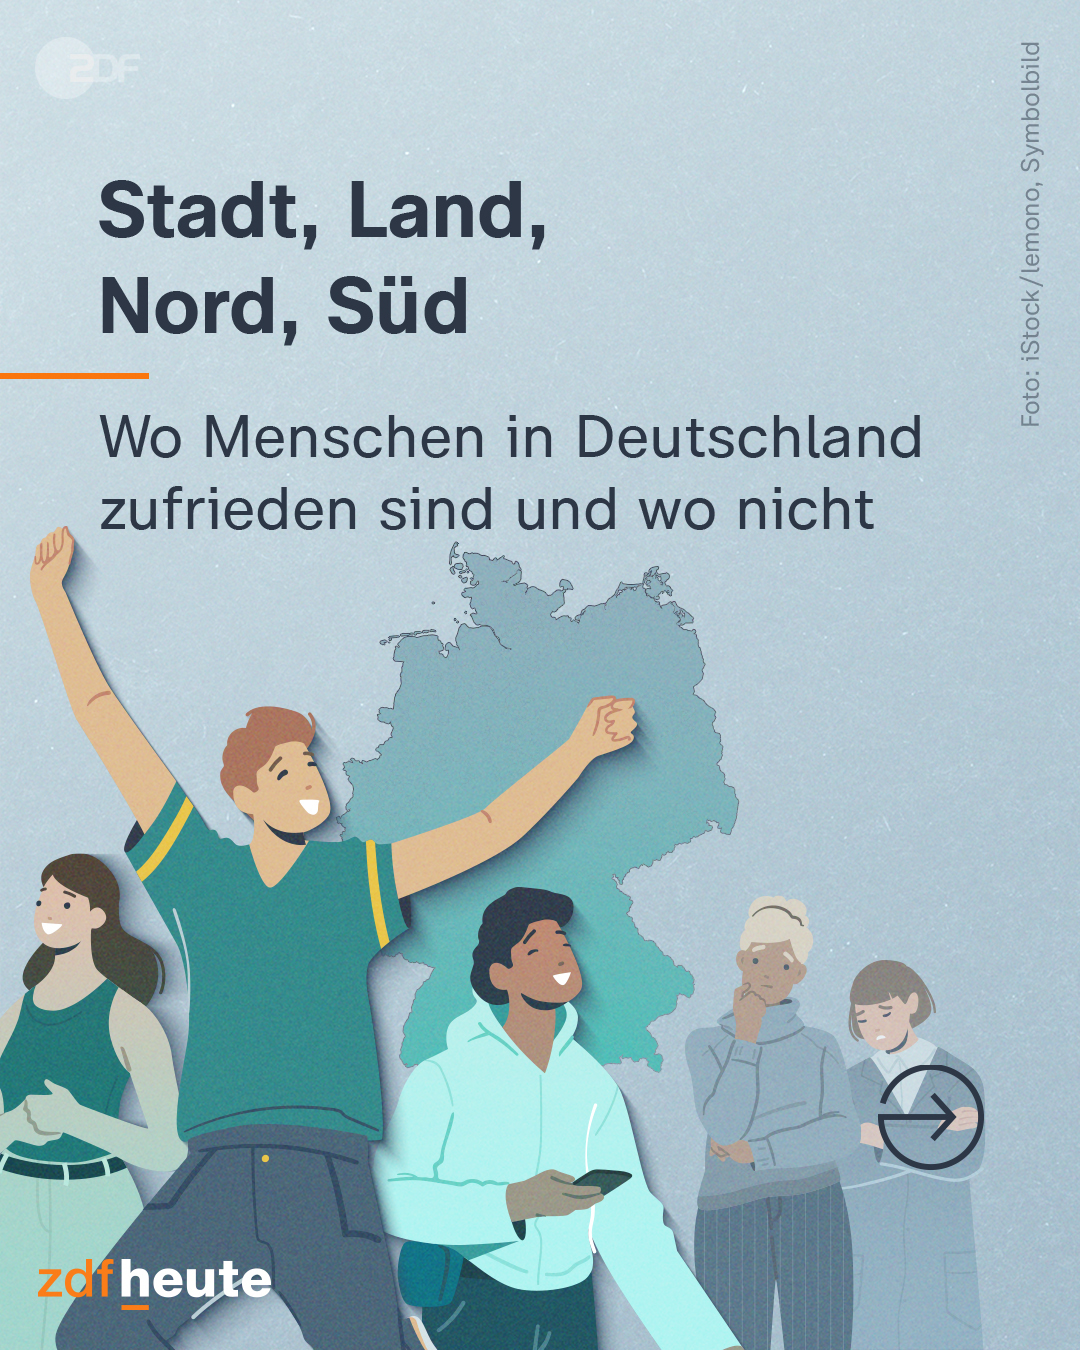 ZDF
Foto: iStock/lemono, Symbolbild
Stadt, Land,
Nord, Süd
Wo Menschen in Deutschland
zufrieden sind und wo nicht
zdfheute